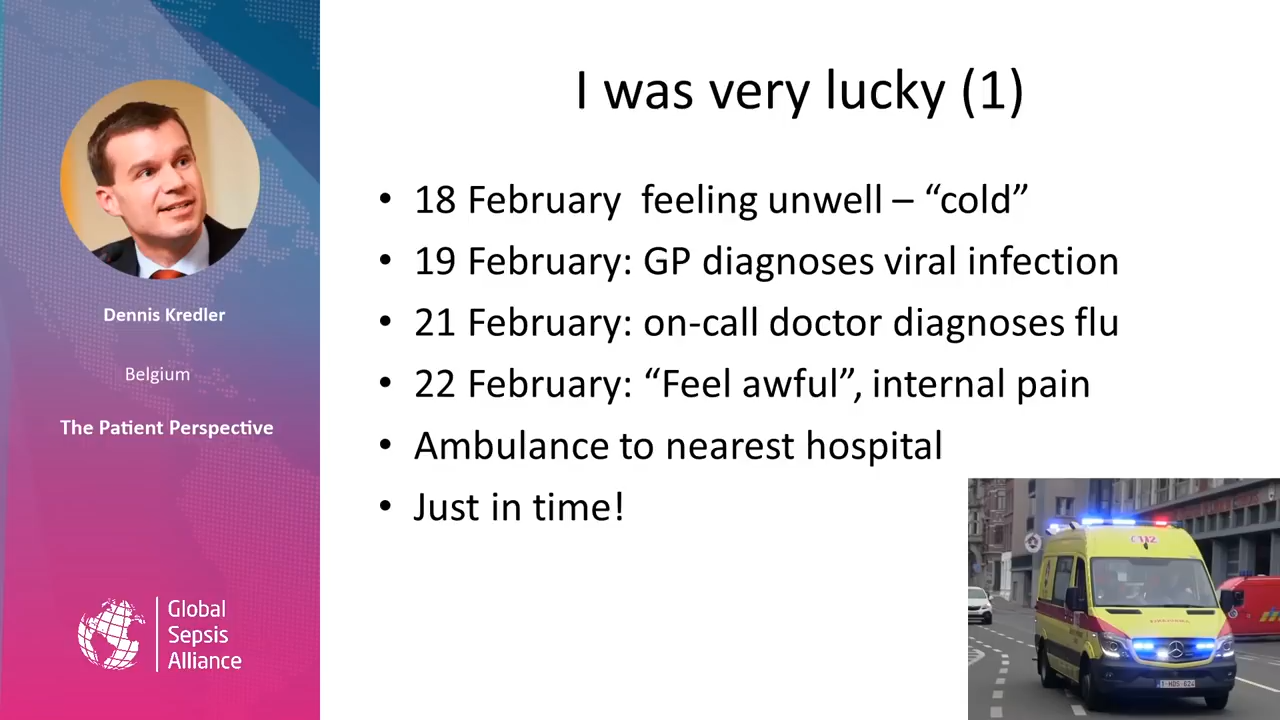 Dennis Kredler
Belgium
The Patient Perspective
Global
Sepsis
Alliance
I was very lucky (1)
• 18 February  feeling unwell – “cold”
• 19 February: GP diagnoses viral infection
• 21 February: on-call doctor diagnoses flu
• 22 February: “Feel awful”, internal pain
• Ambulance to nearest hospital
• Just in time!
112